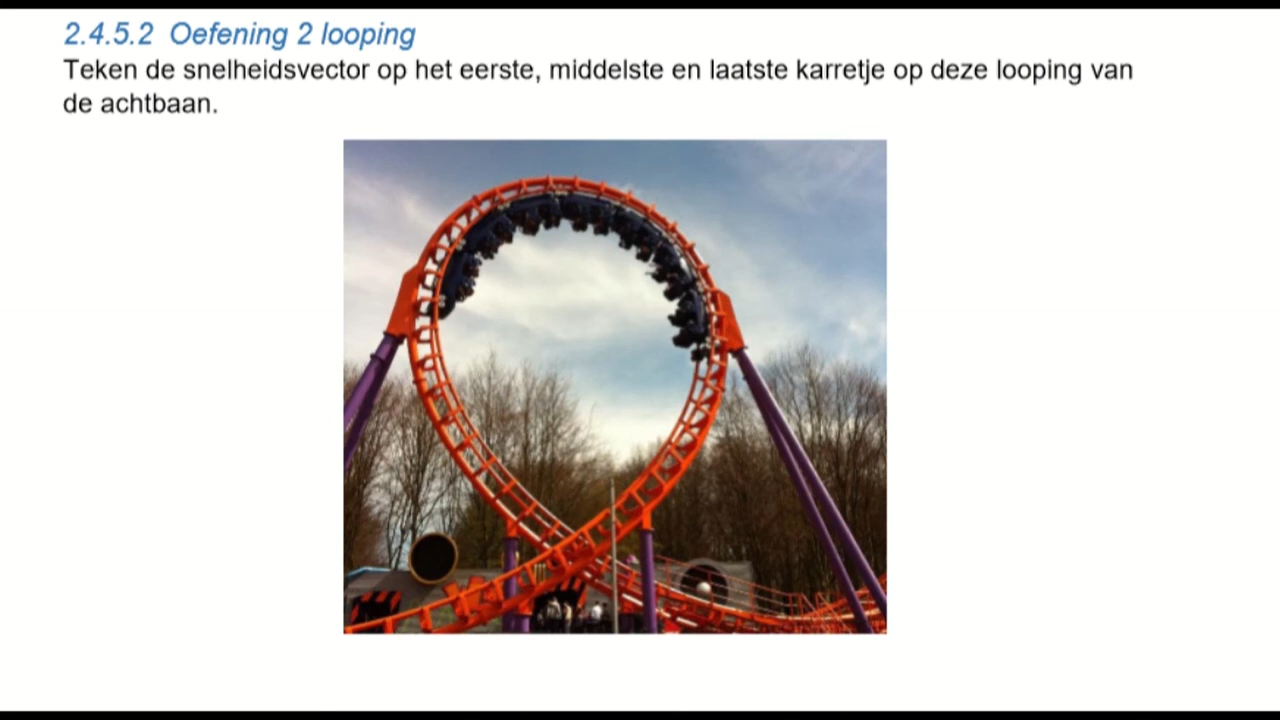 2.4.5.2 Oefening 2 looping
Teken de snelheidsvector op het eerste, middelste en laatste karretje op deze looping van
de achtbaan.